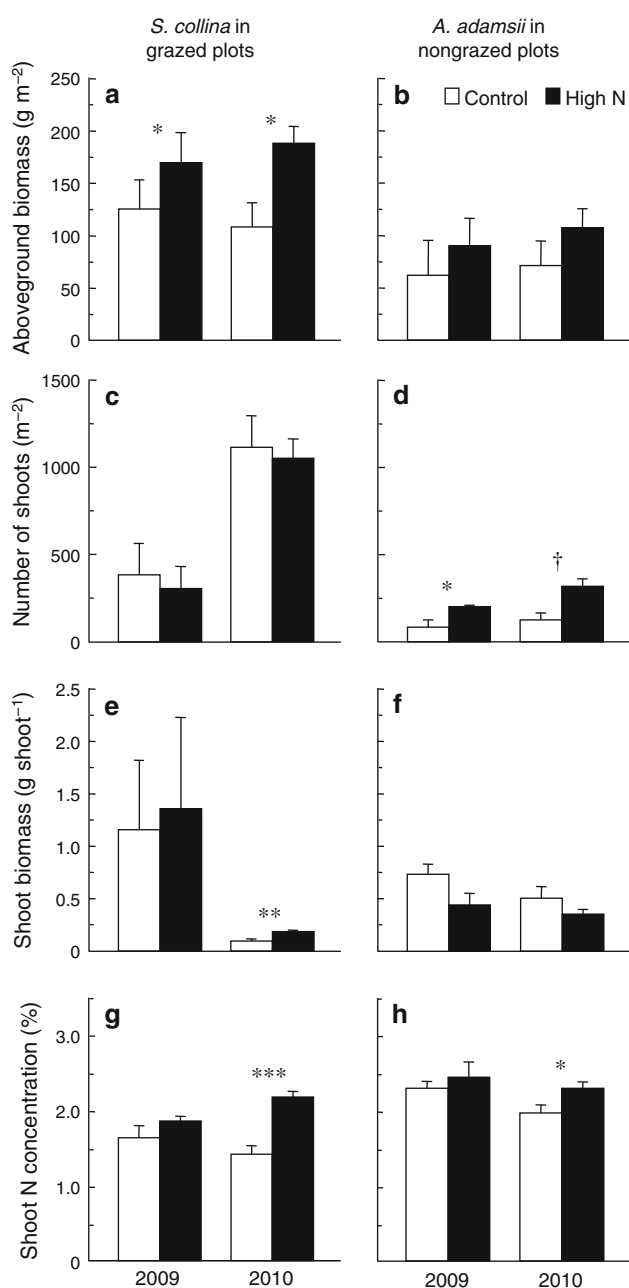 S. collina in
grazed plots
A. adamsii in
nongrazed plots
Aboveground biomass (g m⁻²)
250
200
150
100
50
0
a
*
*
b
Control
High N
Number of shoots (m⁻²)
1500
1000
500
0
c
d
*
†
Shoot biomass (g shoot⁻¹)
2.5
2.0
1.5
1.0
0.5
0
e
**
f
Shoot N concentration (%)
3.0
2.0
1.0
0
g
***
h
*
2009
2010
2009
2010